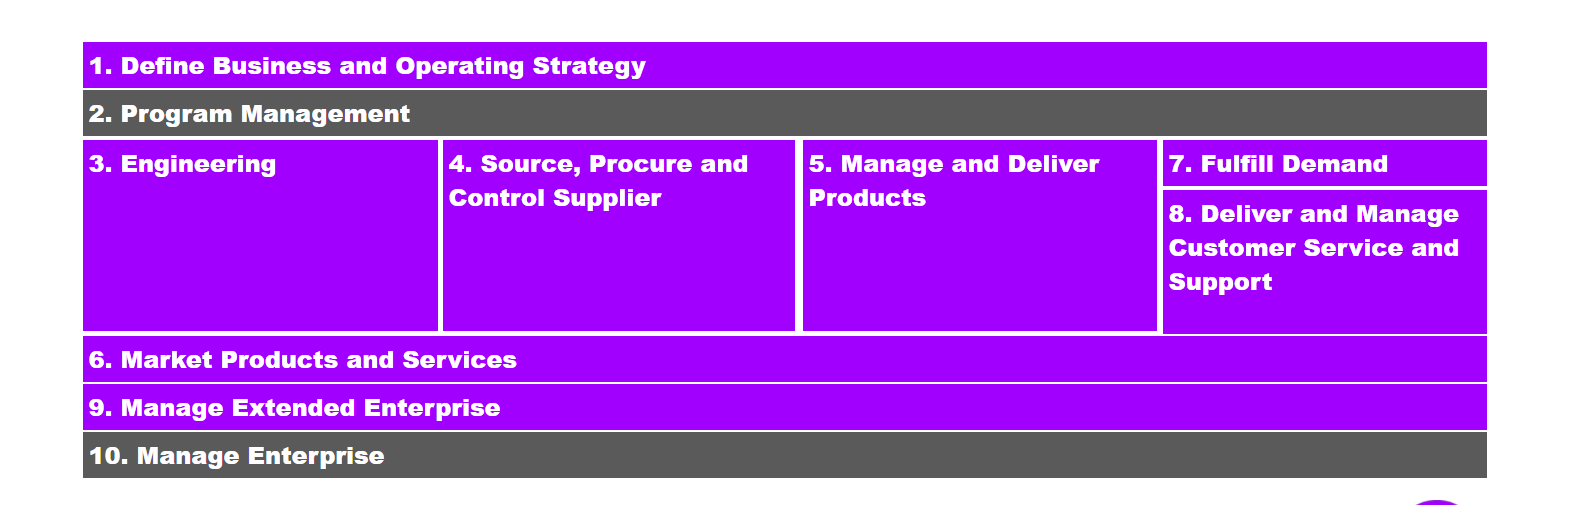 1. Define Business and Operating Strategy
2. Program Management
3. Engineering
4. Source, Procure and
Control Supplier
5. Manage and Deliver
Products
7. Fulfill Demand
8. Deliver and Manage
Customer Service and
Support
6. Market Products and Services
9. Manage Extended Enterprise
10. Manage Enterprise